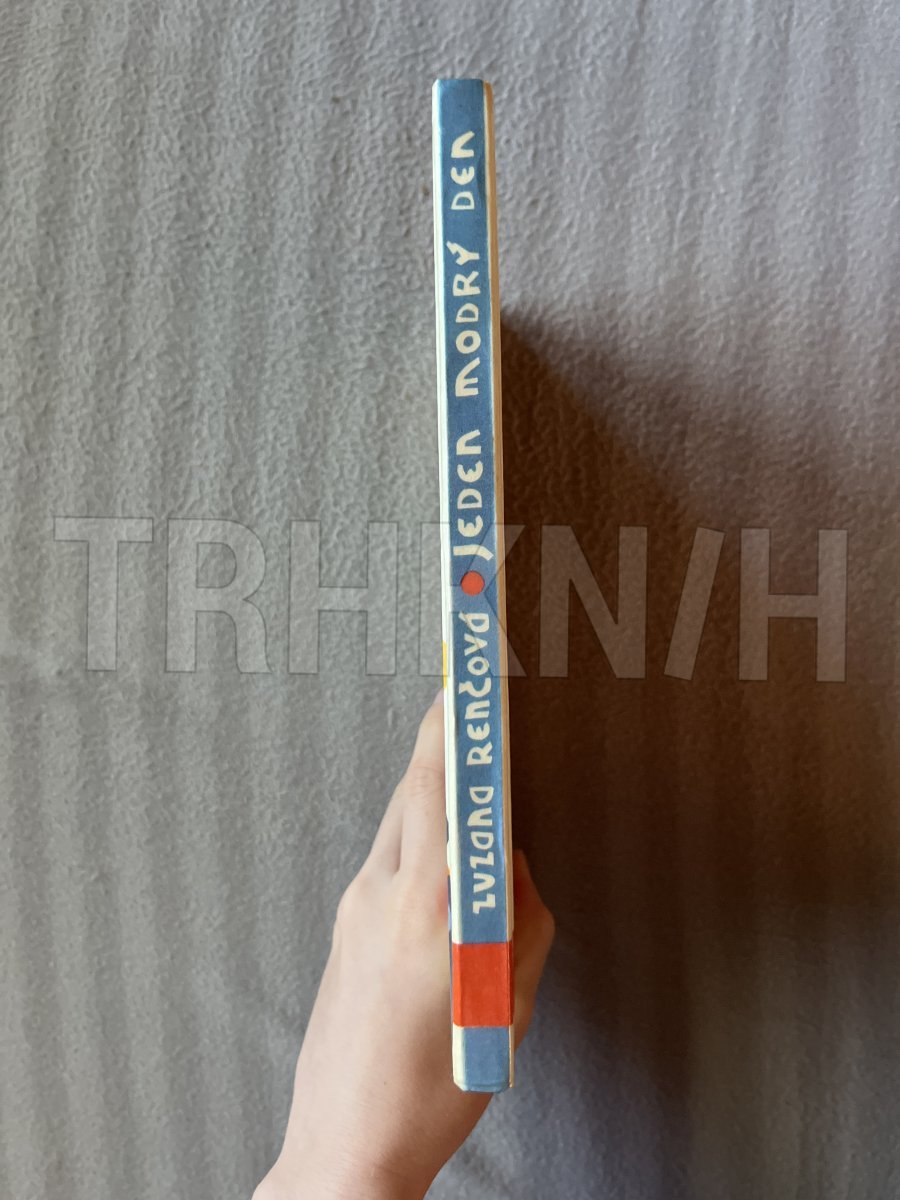 ZUZANA RENČOVÁ • JEDEN MODRÝ DEN
TRHKNIH